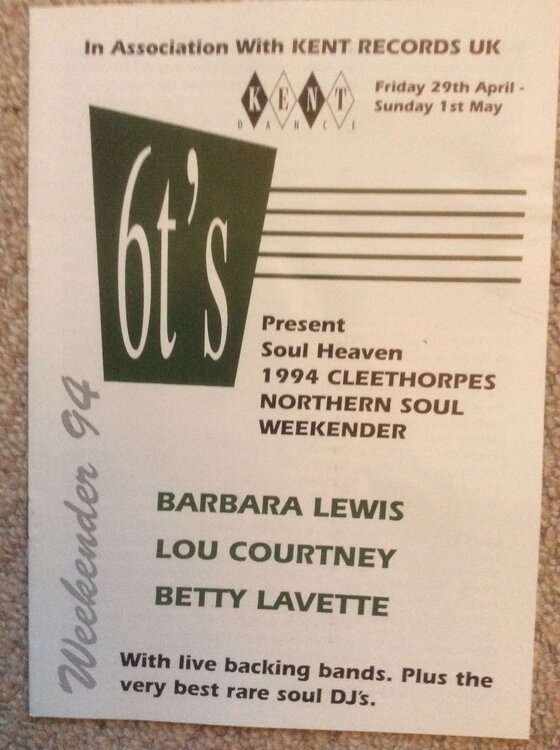 In Association With KENT RECORDS UK
KENT
DANCE
Friday 29th April -
Sunday 1st May
6t's
Present
Soul Heaven
1994 CLEETHORPES
NORTHERN SOUL
WEEKENDER
Weekender 94
BARBARA LEWIS
LOU COURTNEY
BETTY LAVETTE
With live backing bands. Plus the
very best rare soul DJ's.